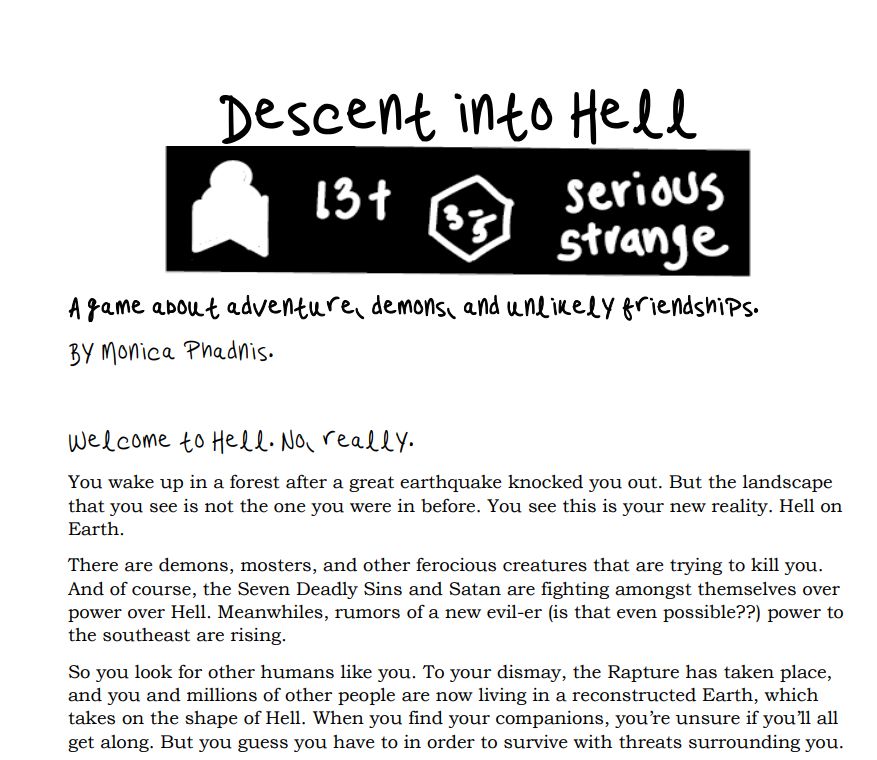 Descent into Hell
13+
3-5
serious
strange
A game about adventure, demons, and unlikely friendships.
By Monica Phadnis.
Welcome to Hell. No, really.
You wake up in a forest after a great earthquake knocked you out. But the landscape
that you see is not the one you were in before. You see this is your new reality. Hell on
Earth.
There are demons, mosters, and other ferocious creatures that are trying to kill you.
And of course, the Seven Deadly Sins and Satan are fighting amongst themselves over
power over Hell. Meanwhiles, rumors of a new evil-er (is that even possible??) power to
the southeast are rising.
So you look for other humans like you. To your dismay, the Rapture has taken place,
and you and millions of other people are now living in a reconstructed Earth, which
takes on the shape of Hell. When you find your companions, you’re unsure if you’ll all
get along. But you guess you have to in order to survive with threats surrounding you.